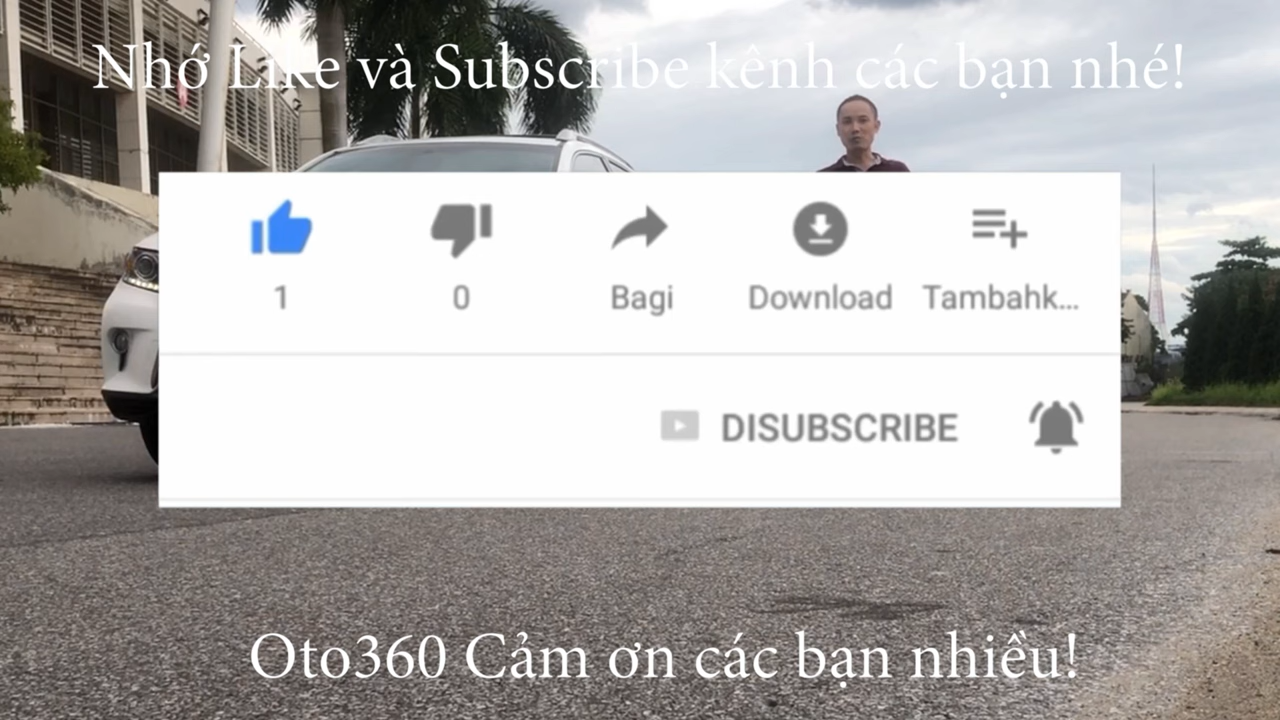 Nhớ Like và Subscribe kênh các bạn nhé!
1
0
Bagi
Download
Tambahk...
DISUBSCRIBE
Oto360 Cảm ơn các bạn nhiều!